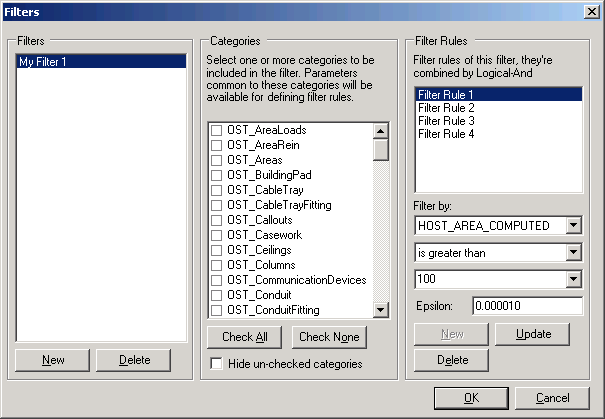 Filters
Filters
My Filter 1
New
Delete
Categories
Select one or more categories to be
included in the filter. Parameters
common to these categories will be
available for defining filter rules.
OST_AreaLoads
OST_AreaRein
OST_Areas
OST_BuildingPad
OST_CableTray
OST_CableTrayFitting
OST_Callouts
OST_Casework
OST_Ceilings
OST_Columns
OST_CommunicationDevices
OST_Conduit
OST_ConduitFitting
Check All
Check None
Hide un-checked categories
Filter Rules
Filter rules of this filter, they're
combined by Logical-And
Filter Rule 1
Filter Rule 2
Filter Rule 3
Filter Rule 4
Filter by:
HOST_AREA_COMPUTED
is greater than
100
Epsilon:
0.000010
New
Update
Delete
OK
Cancel